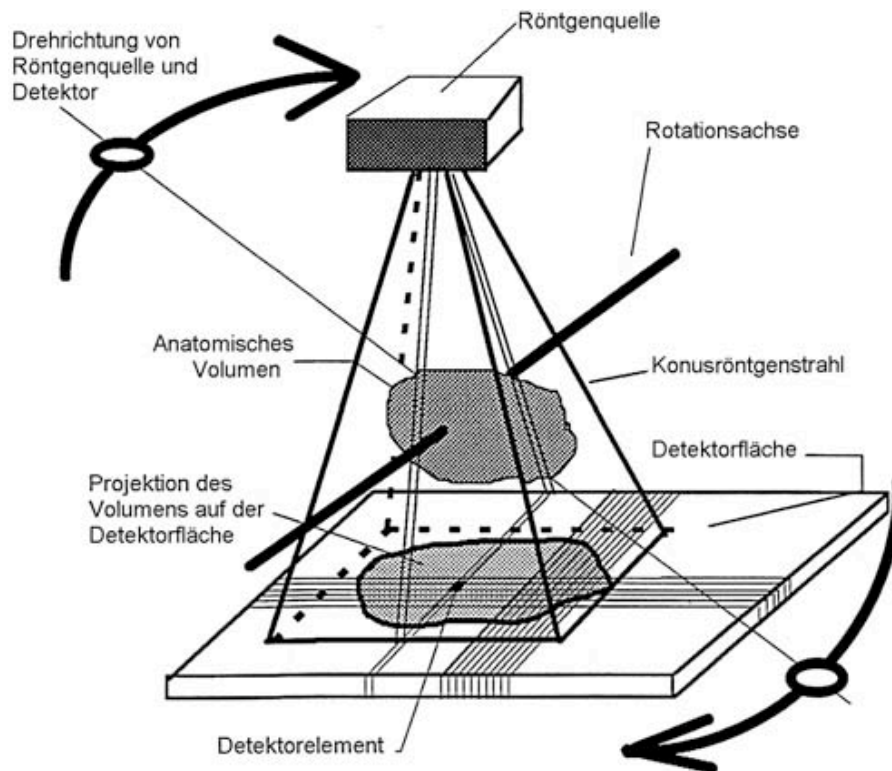 Röntgenquelle
Drehrichtung von
Röntgenquelle und
Detektor
Rotationsachse
Anatomisches
Volumen
Konusröntgenstrahl
Detektorfläche
Projektion des
Volumens auf der
Detektorfläche
Detektorelement